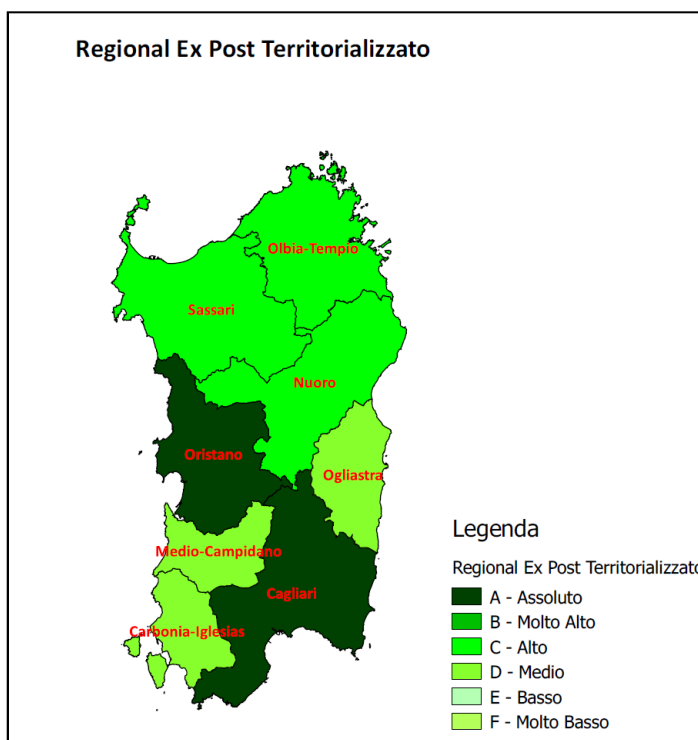 Regional Ex Post Territorializzato
Olbia-Tempio
Sassari
Nuoro
Oristano
Ogliastra
Medio-Campidano
Cagliari
Carbonia-Iglesias
Legenda
Regional Ex Post Territorializzato
A - Assoluto
B - Molto Alto
C - Alto
D - Medio
E - Basso
F - Molto Basso